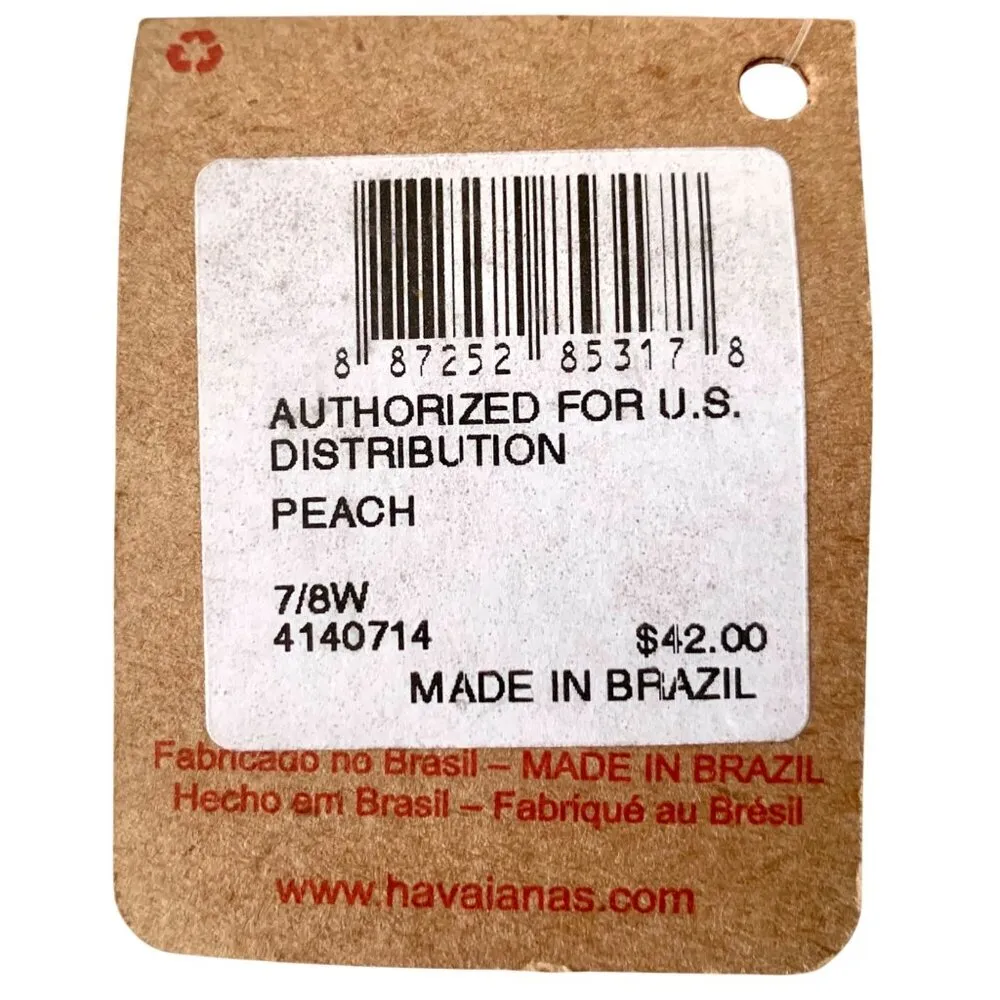 8 87252 85317 8
AUTHORIZED FOR U.S.
DISTRIBUTION
PEACH
7/8W
4140714 $42.00
MADE IN BRAZIL
Fabricado no Brasil – MADE IN BRAZIL
Hecho em Brasil – Fabriqué au Brésil
www.havaianas.com